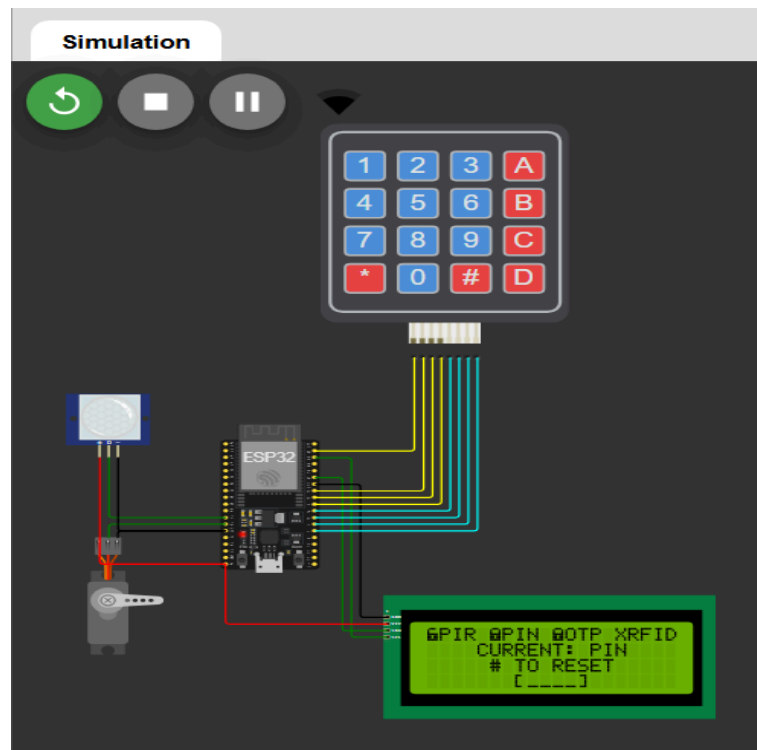 Simulation
1 2 3 A
4 5 6 B
7 8 9 C
* 0 # D
ESP32
PIR PIN OTP XRFID
CURRENT: PIN
# TO RESET
[____]